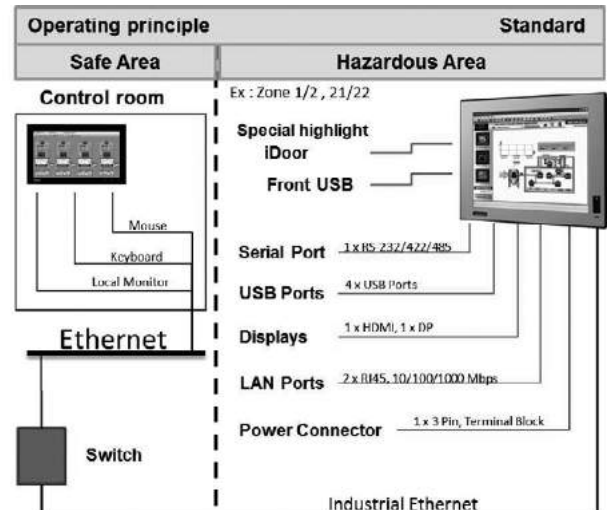 Operating principle Standard
Safe Area Hazardous Area
Control room
Ex : Zone 1/2 , 21/22
Special highlight
iDoor
Front USB
Mouse
Keyboard
Local Monitor
Serial Port 1 x RS 232/422/485
USB Ports 4 x USB Ports
Displays 1 x HDMI, 1 x DP
LAN Ports 2 x RJ45, 10/100/1000 Mbps
Power Connector 1 x 3 Pin, Terminal Block
Ethernet
Switch
Industrial Ethernet